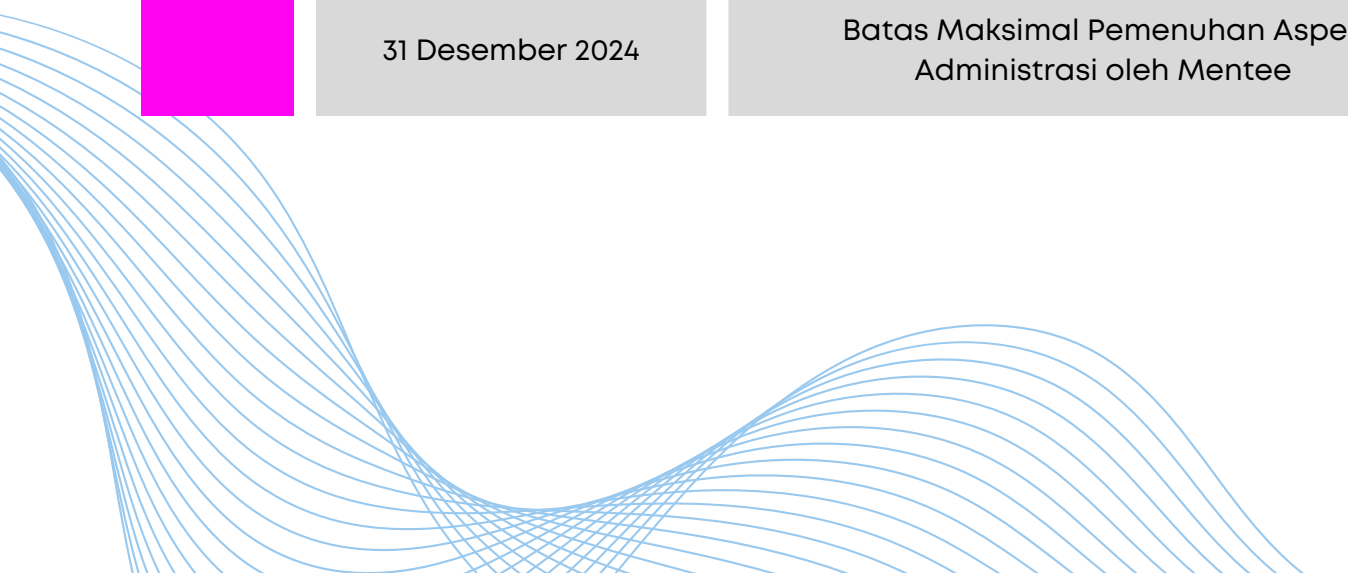 31 Desember 2024
Batas Maksimal Pemenuhan Aspe
Administrasi oleh Mentee